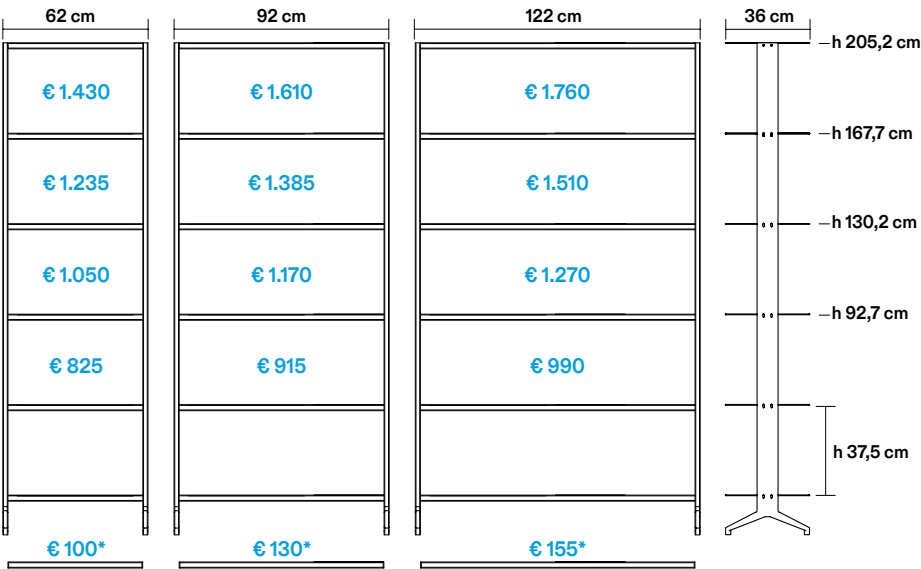 62 cm 92 cm 122 cm 36 cm
h 205,2 cm
€ 1.430 € 1.610 € 1.760
h 167,7 cm
€ 1.235 € 1.385 € 1.510
h 130,2 cm
€ 1.050 € 1.170 € 1.270
h 92,7 cm
€ 825 € 915 € 990
h 37,5 cm
€ 100* € 130* € 155*